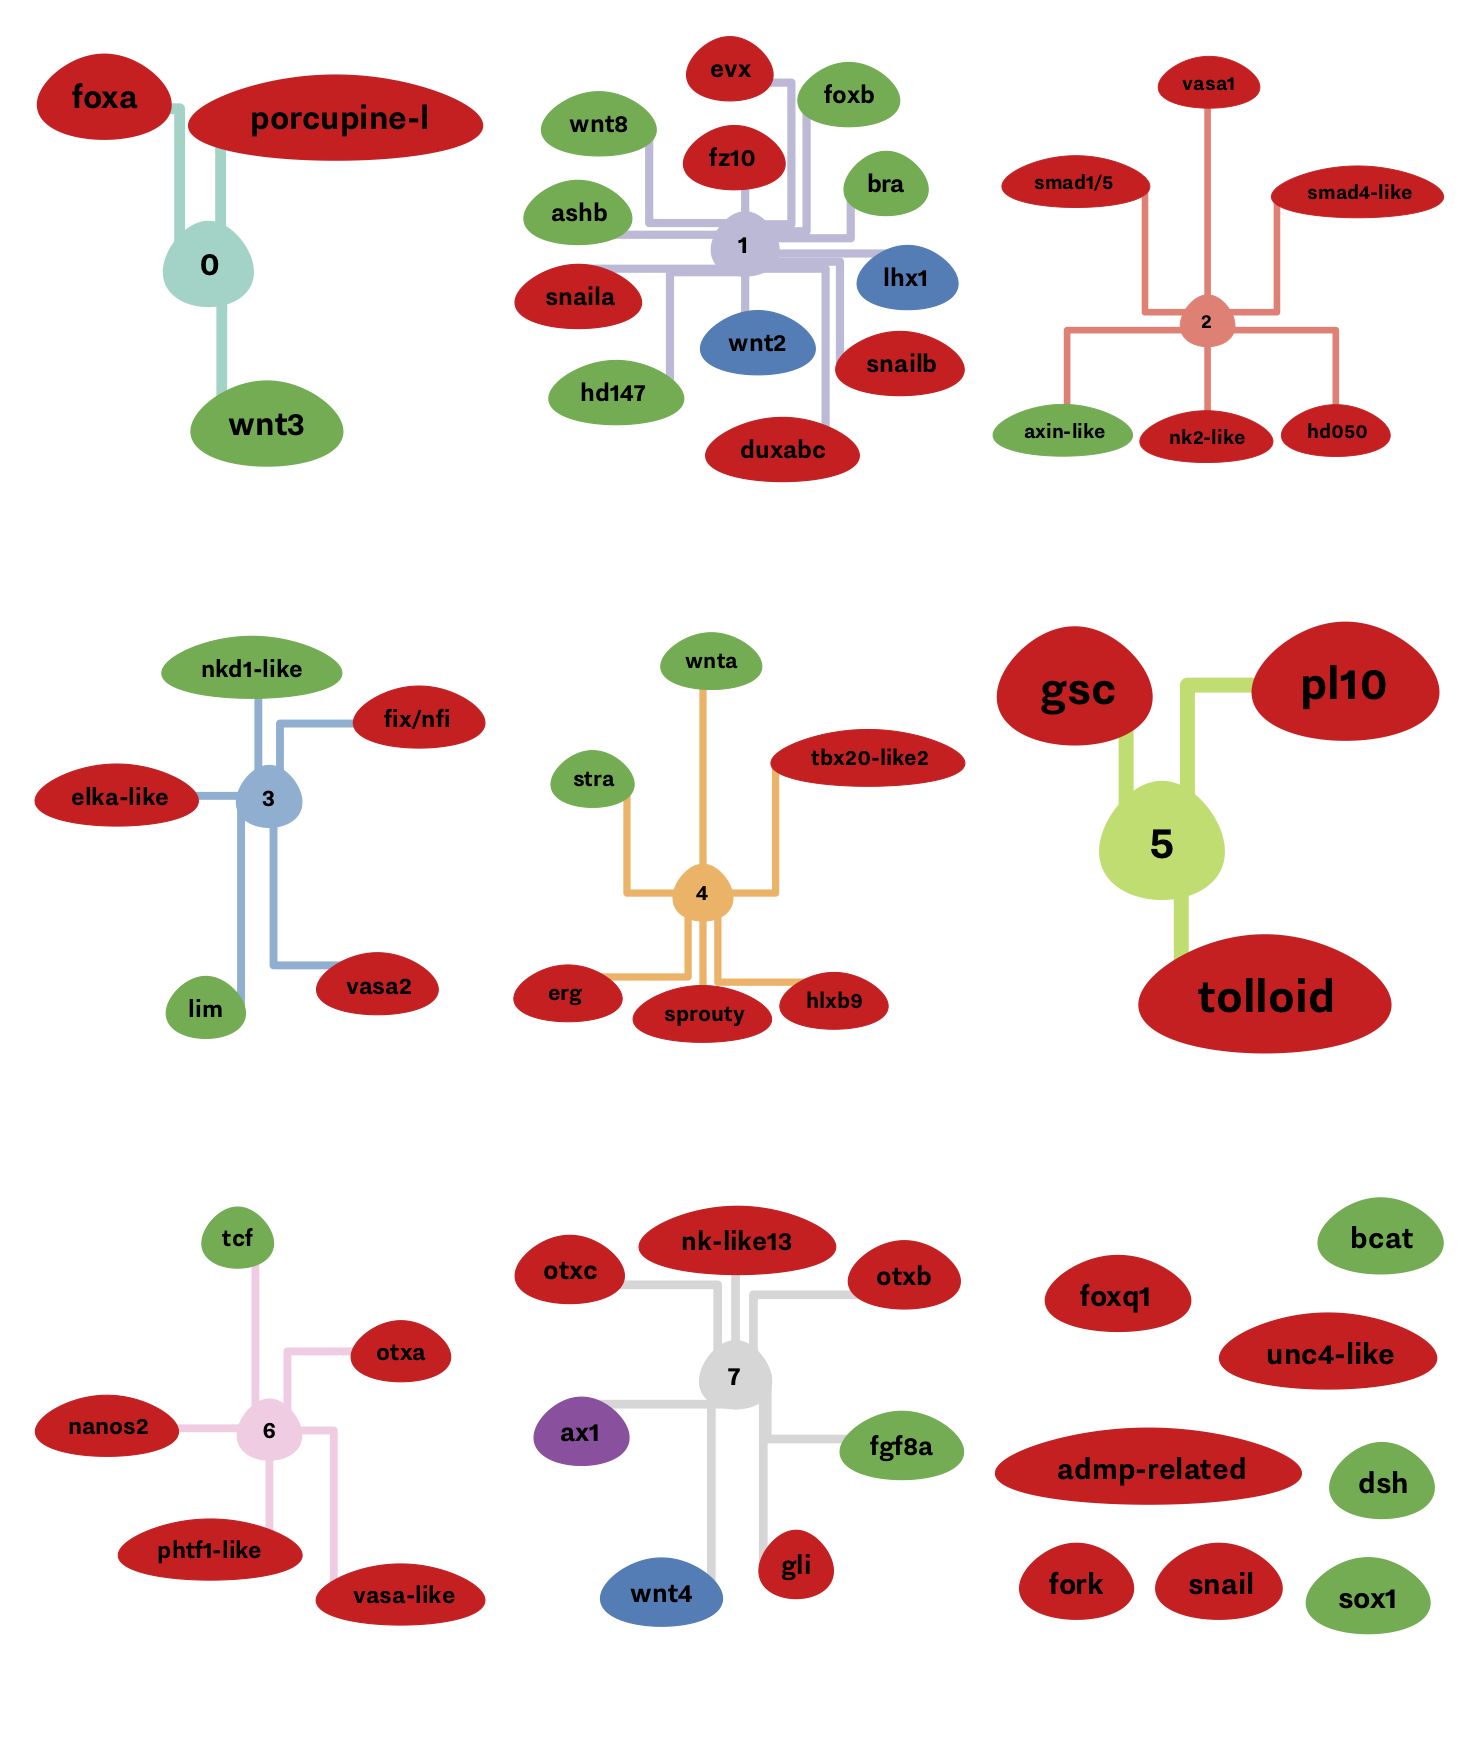 foxa
porcupine-l
0
wnt3
evx
foxb
wnt8
fz10
bra
ashb
1
lhx1
snaila
wnt2
snailb
hd147
duxabc
vasa1
smad1/5
smad4-like
2
axin-like
nk2-like
hd050
nkd1-like
fix/nfi
elka-like
3
vasa2
lim
wnta
stra
tbx20-like2
4
erg
sprouty
hlxb9
gsc
pl10
5
tolloid
tcf
otxa
nanos2
6
phtf1-like
vasa-like
nk-like13
otxc
otxb
7
ax1
fgf8a
gli
wnt4
bcat
foxq1
unc4-like
admp-related
dsh
fork
snail
sox1